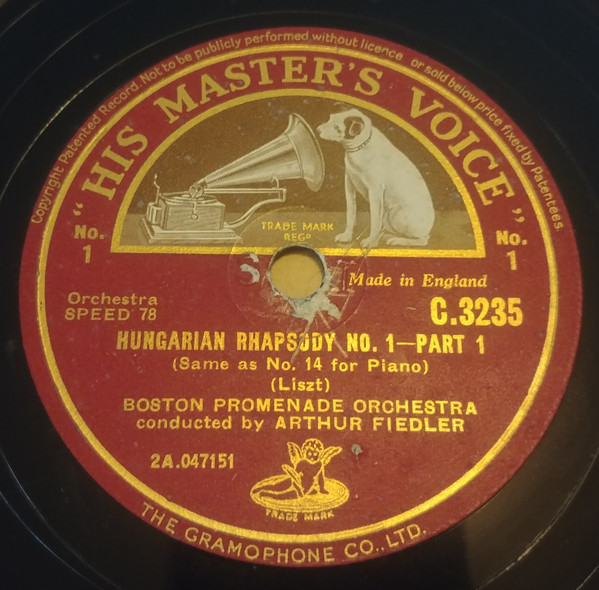 Copyright Patented Record. Not to be publicly performed without licence or sold below price fixed by Patentees.
"HIS MASTER'S VOICE"
TRADE MARK
REGD
No.
1
No.
1
Made in England
Orchestra
SPEED 78
C.3235
HUNGARIAN RHAPSODY NO. 1—PART 1
(Same as No. 14 for Piano)
(Liszt)
BOSTON PROMENADE ORCHESTRA
conducted by ARTHUR FIEDLER
2A.047151
TRADE MARK
THE GRAMOPHONE CO., LTD.